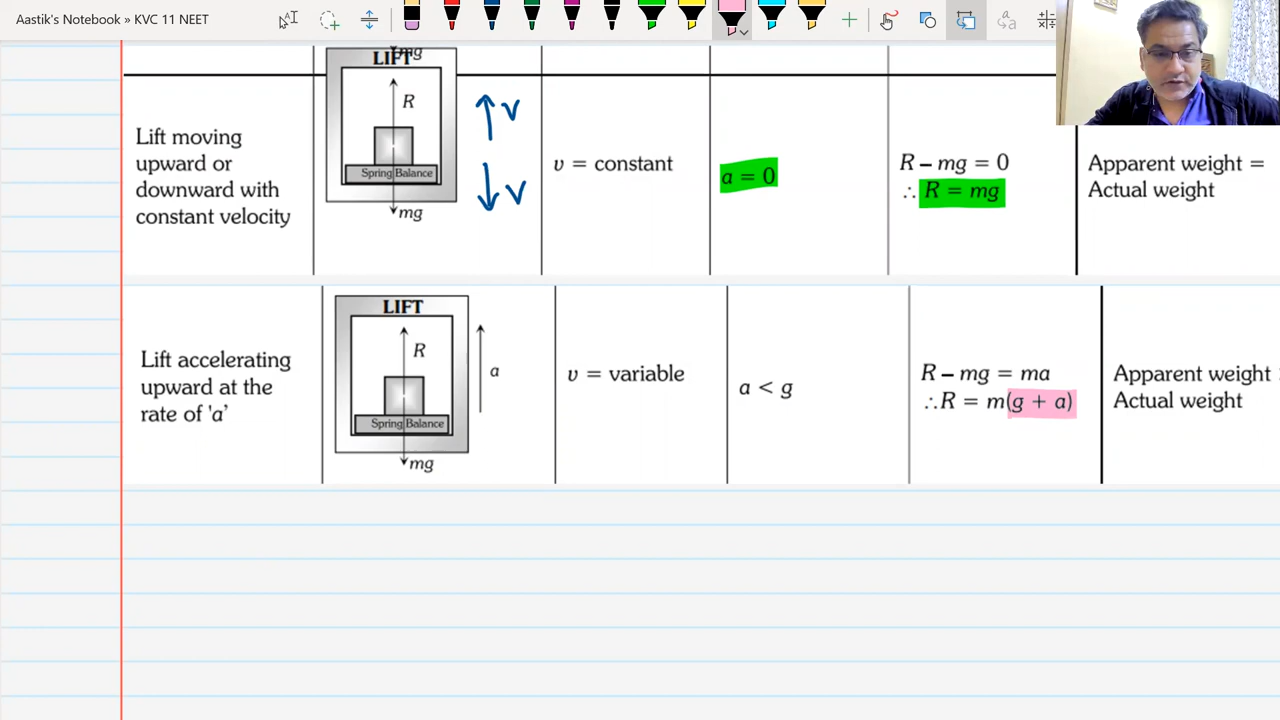 Aastik's Notebook » KVC 11 NEET
mg
LIFT
R
Spring Balance
mg
v
v
Lift moving
upward or
downward with
constant velocity
v = constant
a = 0
R – mg = 0
∴ R = mg
Apparent weight =
Actual weight
LIFT
R
Spring Balance
mg
a
Lift accelerating
upward at the
rate of 'a'
v = variable
a < g
R – mg = ma
∴R = m(g + a)
Apparent weight
Actual weight